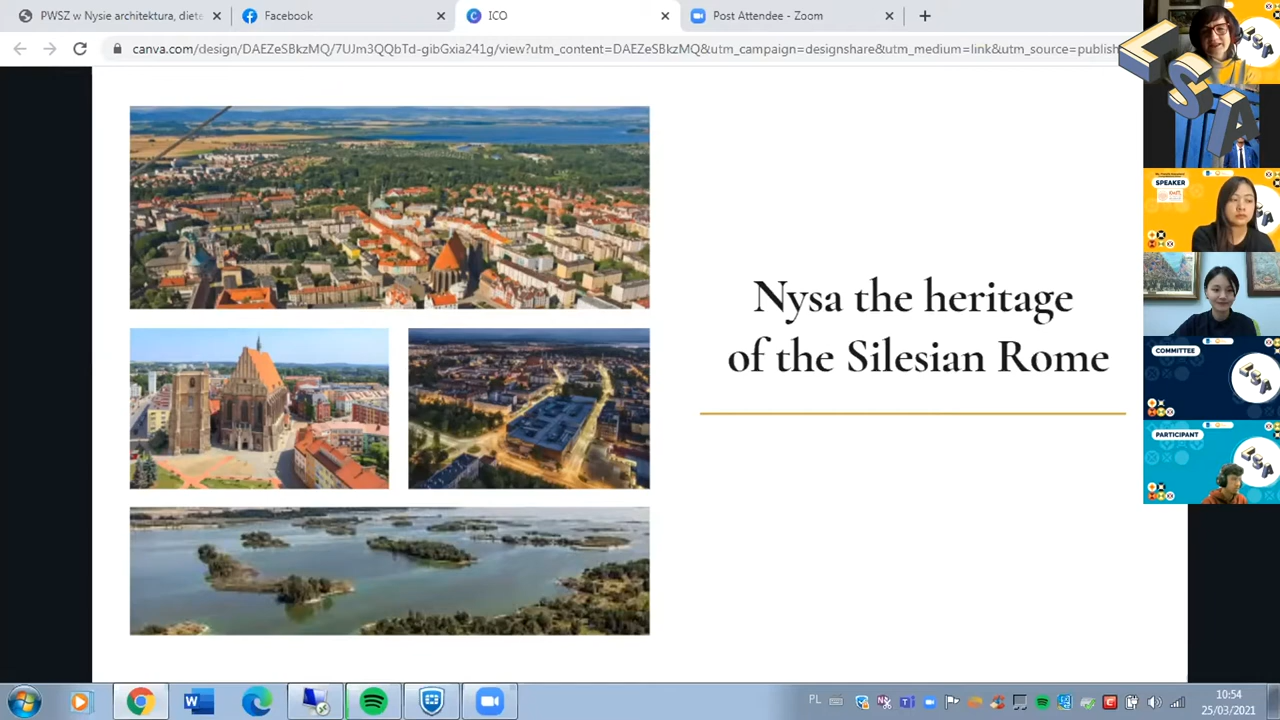 PWSZ w Nysie architektura, diete
Facebook
ICO
Post Attendee - Zoom
canva.com/design/DAEZeSBkzMQ/7UJm3QQbTd-gibGxia241g/view?utm_content=DAEZeSBkzMQ&utm_campaign=designshare&utm_medium=link&utm_source=publish
LSA
SPEAKER
COMMITTEE
PARTICIPANT
Nysa the heritage
of the Silesian Rome
PL
10:54
25/03/2021